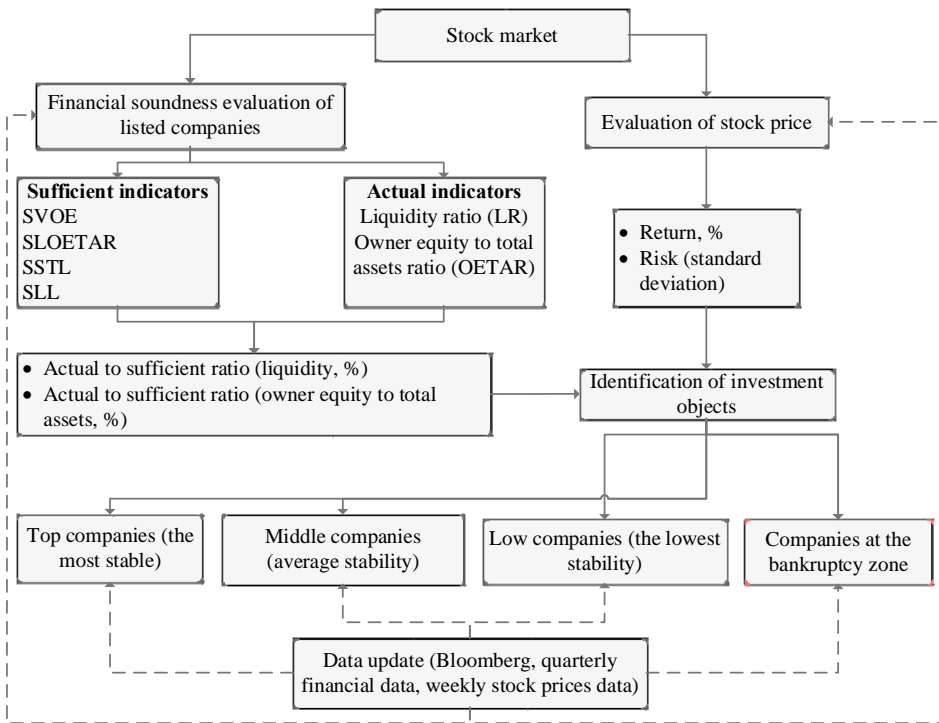 Stock market
Financial soundness evaluation of
listed companies
Evaluation of stock price
Sufficient indicators
SVOE
SLOETAR
SSTL
SLL
Actual indicators
Liquidity ratio (LR)
Owner equity to total
assets ratio (OETAR)
• Return, %
• Risk (standard
deviation)
• Actual to sufficient ratio (liquidity, %)
• Actual to sufficient ratio (owner equity to total
assets, %)
Identification of investment
objects
Top companies (the
most stable)
Middle companies
(average stability)
Low companies (the lowest
stability)
Companies at the
bankruptcy zone
Data update (Bloomberg, quarterly
financial data, weekly stock prices data)